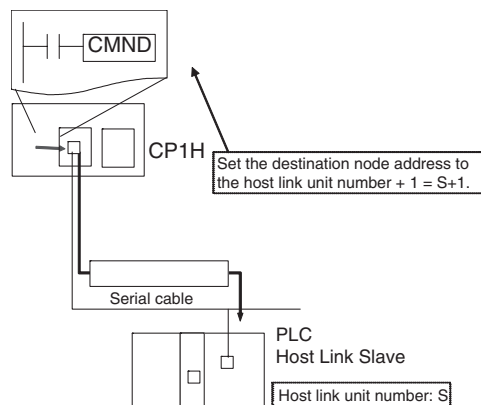 CMND
CP1H
Set the destination node address to
the host link unit number + 1 = S+1.
Serial cable
PLC
Host Link Slave
Host link unit number: S